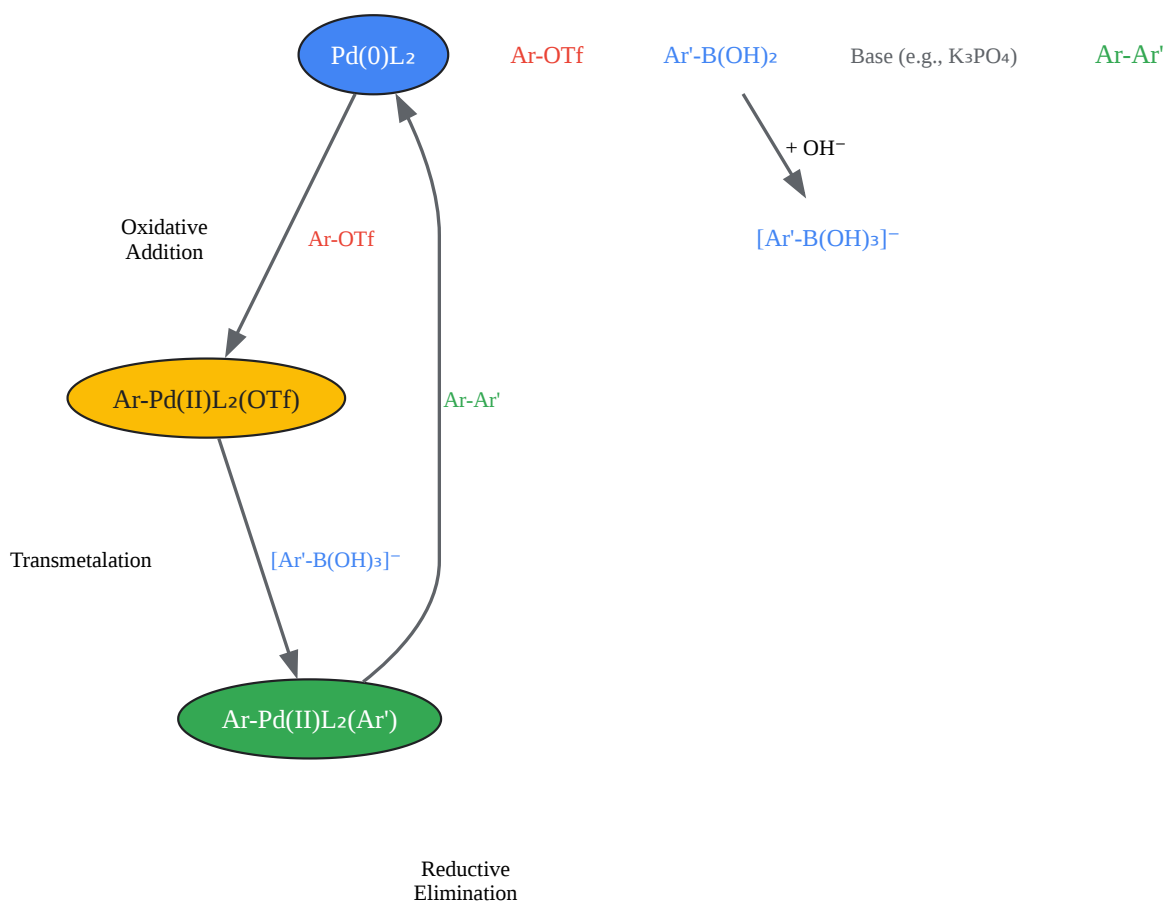 Pd(0)L₂
Ar-OTf
Ar'-B(OH)₂
Base (e.g., K₃PO₄)
Ar-Ar'
+ OH⁻
Oxidative
Addition
Ar-OTf
[Ar'-B(OH)₃]⁻
Ar-Pd(II)L₂(OTf)
Ar-Ar'
Transmetalation
[Ar'-B(OH)₃]⁻
Ar-Pd(II)L₂(Ar')
Reductive
Elimination